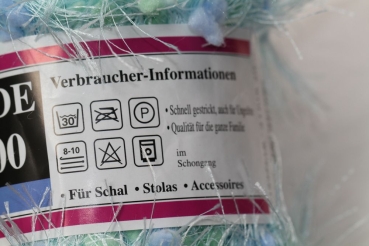 Verbraucher-Informationen
DE
00
30
P
8-10
• Schnell gestrickt, auch für Ungeübte
• Qualität für die ganze Familie
im
Schongang
• Für Schal • Stolas • Accessoires